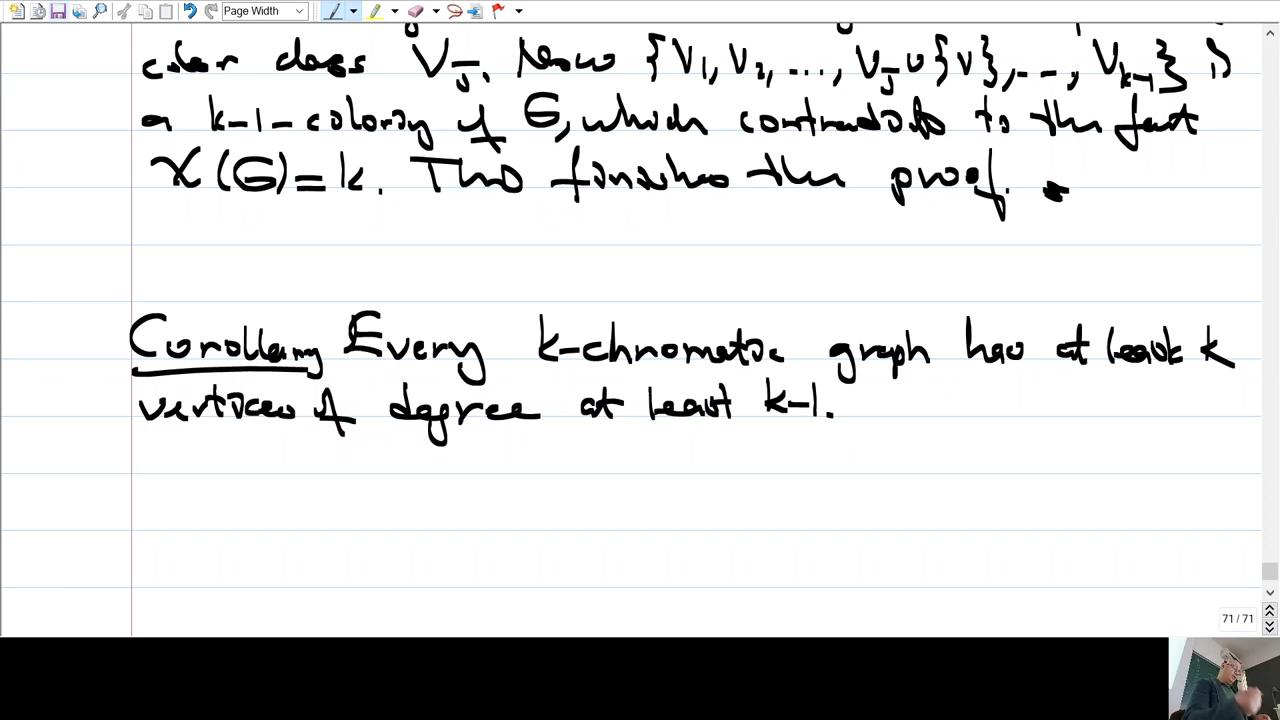 Page Width
color class V_j. Now {V_1, V_2, ..., V_j ∪ {v}, ..., V_{k-1}} is
a k-1-coloring of G, which contradicts to the fact
χ(G)=k. This finishes the proof.
Corollary Every k-chromatic graph has at least k
vertices of degree at least k-1.
71 / 71